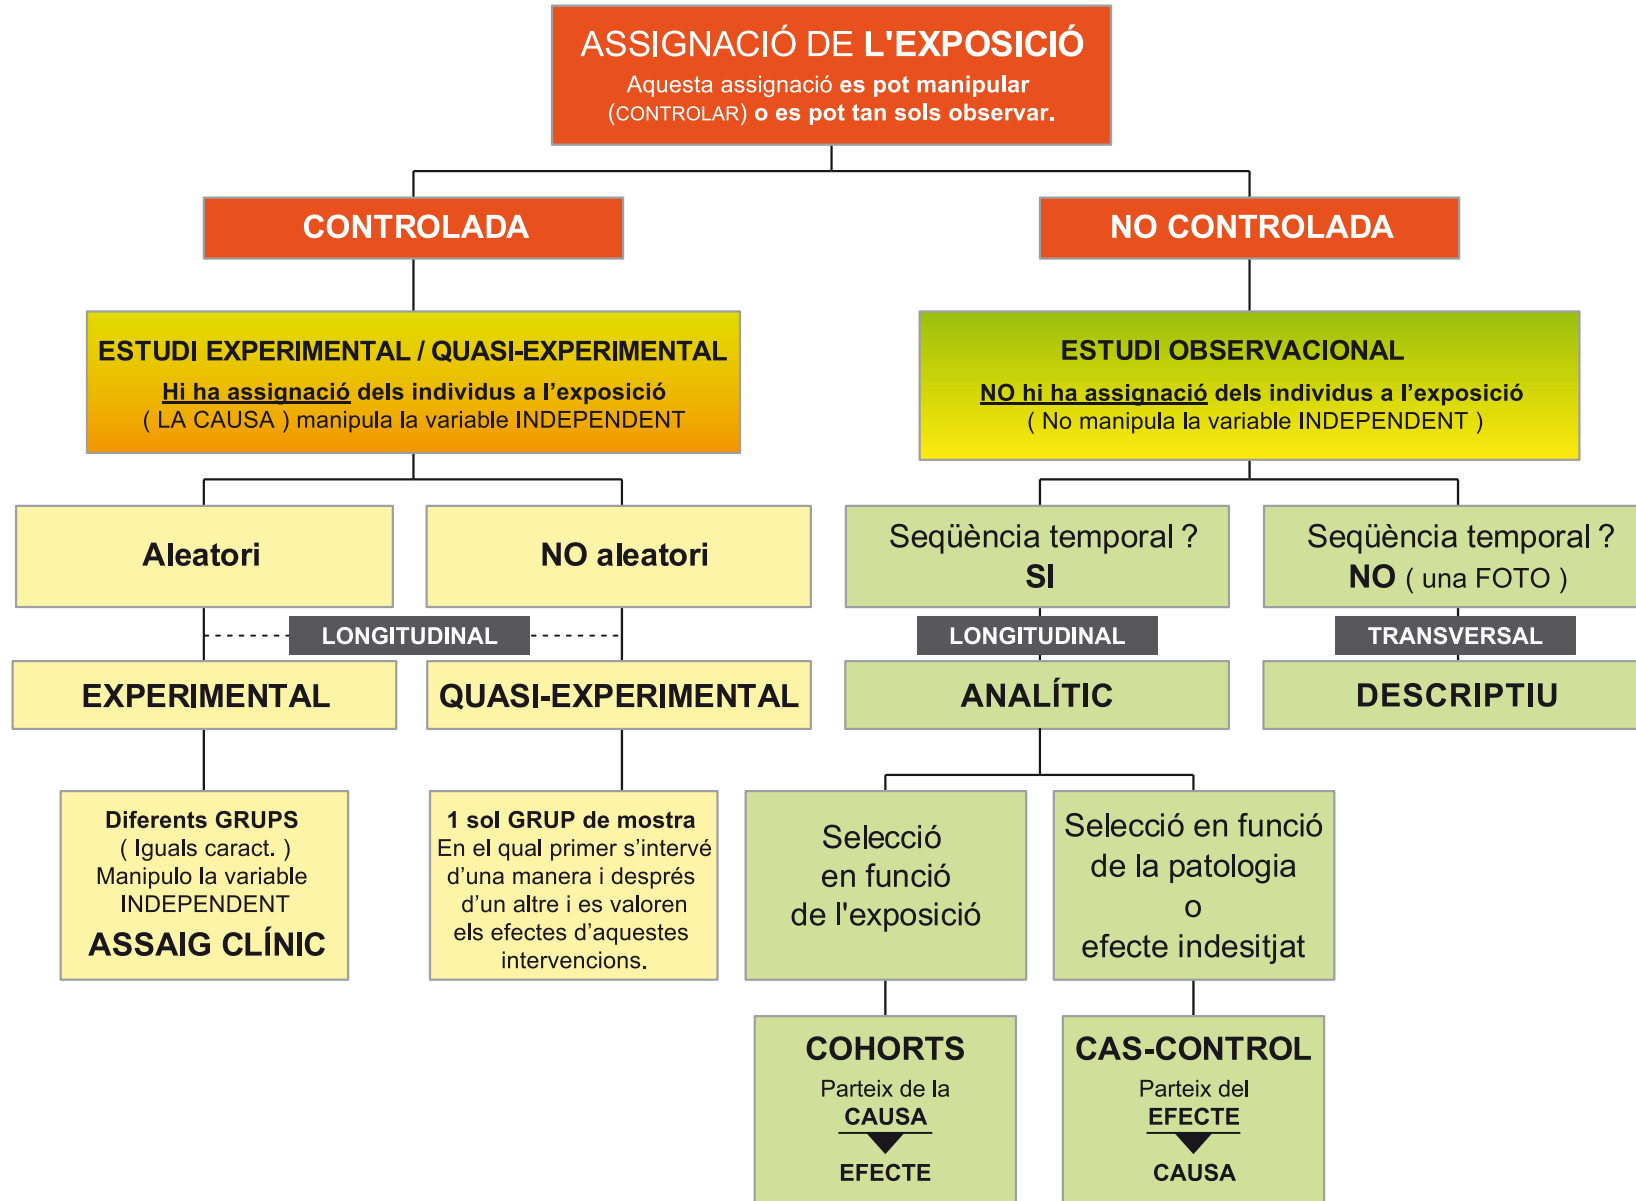 ASSIGNACIÓ DE L'EXPOSICIÓ
Aquesta assignació es pot manipular
(CONTROLAR) o es pot tan sols observar.
CONTROLADA
NO CONTROLADA
ESTUDI EXPERIMENTAL / QUASI-EXPERIMENTAL
Hi ha assignació dels individus a l’exposició
( LA CAUSA ) manipula la variable INDEPENDENT
ESTUDI OBSERVACIONAL
NO hi ha assignació dels individus a l’exposició
( No manipula la variable INDEPENDENT )
Aleatori
NO aleatori
Seqüència temporal ?
SI
Seqüència temporal ?
NO ( una FOTO )
LONGITUDINAL
LONGITUDINAL
TRANSVERSAL
EXPERIMENTAL
QUASI-EXPERIMENTAL
ANALÍTIC
DESCRIPTIU
Diferents GRUPS
( Iguals caract. )
Manipulo la variable
INDEPENDENT
ASSAIG CLÍNIC
1 sol GRUP de mostra
En el qual primer s’intervé
d’una manera i després
d’un altre i es valoren
els efectes d’aquestes
intervencions.
Selecció
en funció
de l'exposició
Selecció en funció
de la patologia
o
efecte indesitjat
COHORTS
Parteix de la
CAUSA
EFECTE
CAS-CONTROL
Parteix del
EFECTE
CAUSA